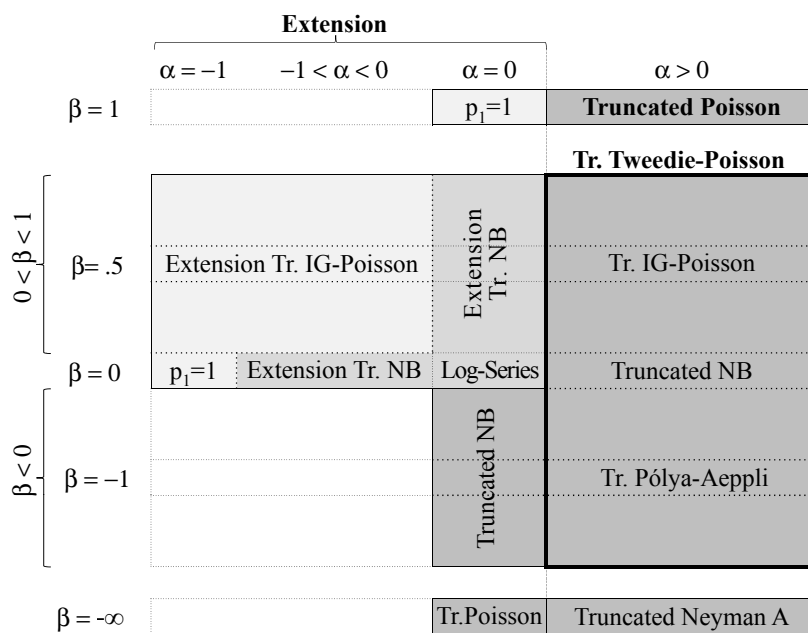 Extension
α = −1 −1 < α < 0 α = 0 α > 0
β = 1 p₁=1 Truncated Poisson
Tr. Tweedie-Poisson
0 < β < 1
β= .5 Extension Tr. IG-Poisson Extension Tr. NB Tr. IG-Poisson
β= 0 p₁=1 Extension Tr. NB Log-Series Truncated NB
β < 0
β = −1 Truncated NB Tr. Pólya-Aeppli
β = -∞ Tr.Poisson Truncated Neyman A